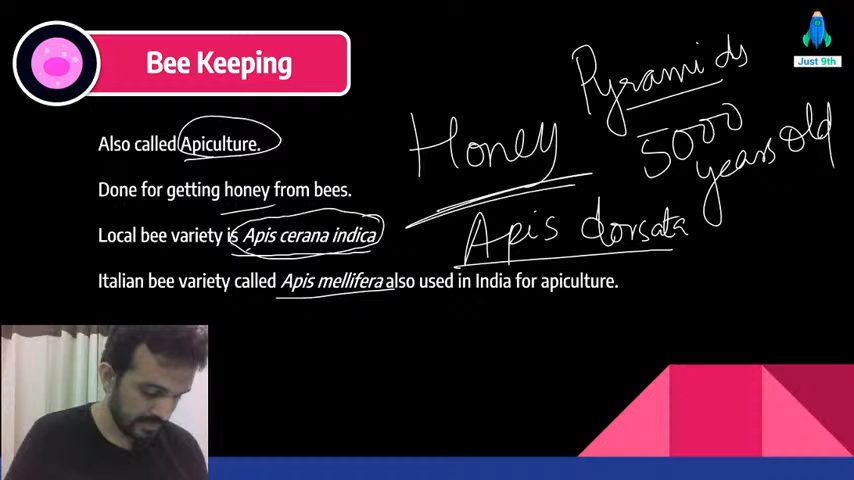 Bee Keeping
Just 9th
Pyramids
5000
years old
Honey
Apis dorsata
Also called Apiculture.
Done for getting honey from bees.
Local bee variety is Apis cerana indica
Italian bee variety called Apis mellifera also used in India for apiculture.